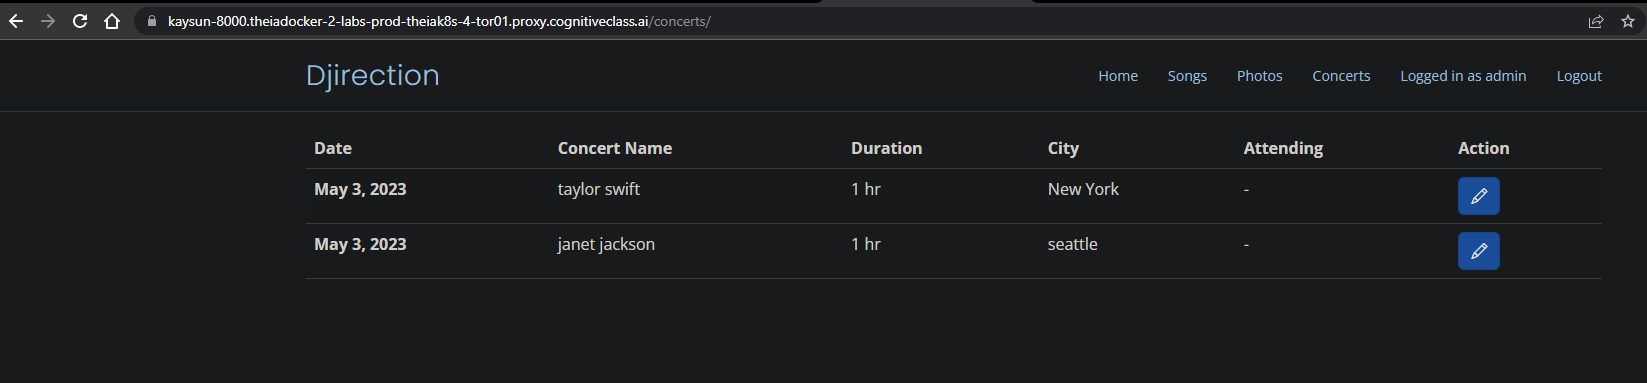 kaysun-8000.theiadocker-2-labs-prod-theiak8s-4-tor01.proxy.cognitiveclass.ai/concerts/
Djirection Home Songs Photos Concerts Logged in as admin Logout
Date Concert Name Duration City Attending Action
May 3, 2023 taylor swift 1 hr New York -
May 3, 2023 janet jackson 1 hr seattle -